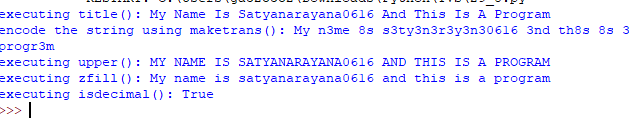 executing title(): My Name Is Satyanarayana0616 And This Is A Program
encode the string using maketrans(): My n3me 8s s3ty3n3r3y3n30616 3nd th8s 8s 3
progr3m
executing upper(): MY NAME IS SATYANARAYANA0616 AND THIS IS A PROGRAM
executing zfill(): My name is satyanarayana0616 and this is a program
executing isdecimal(): True
>>>